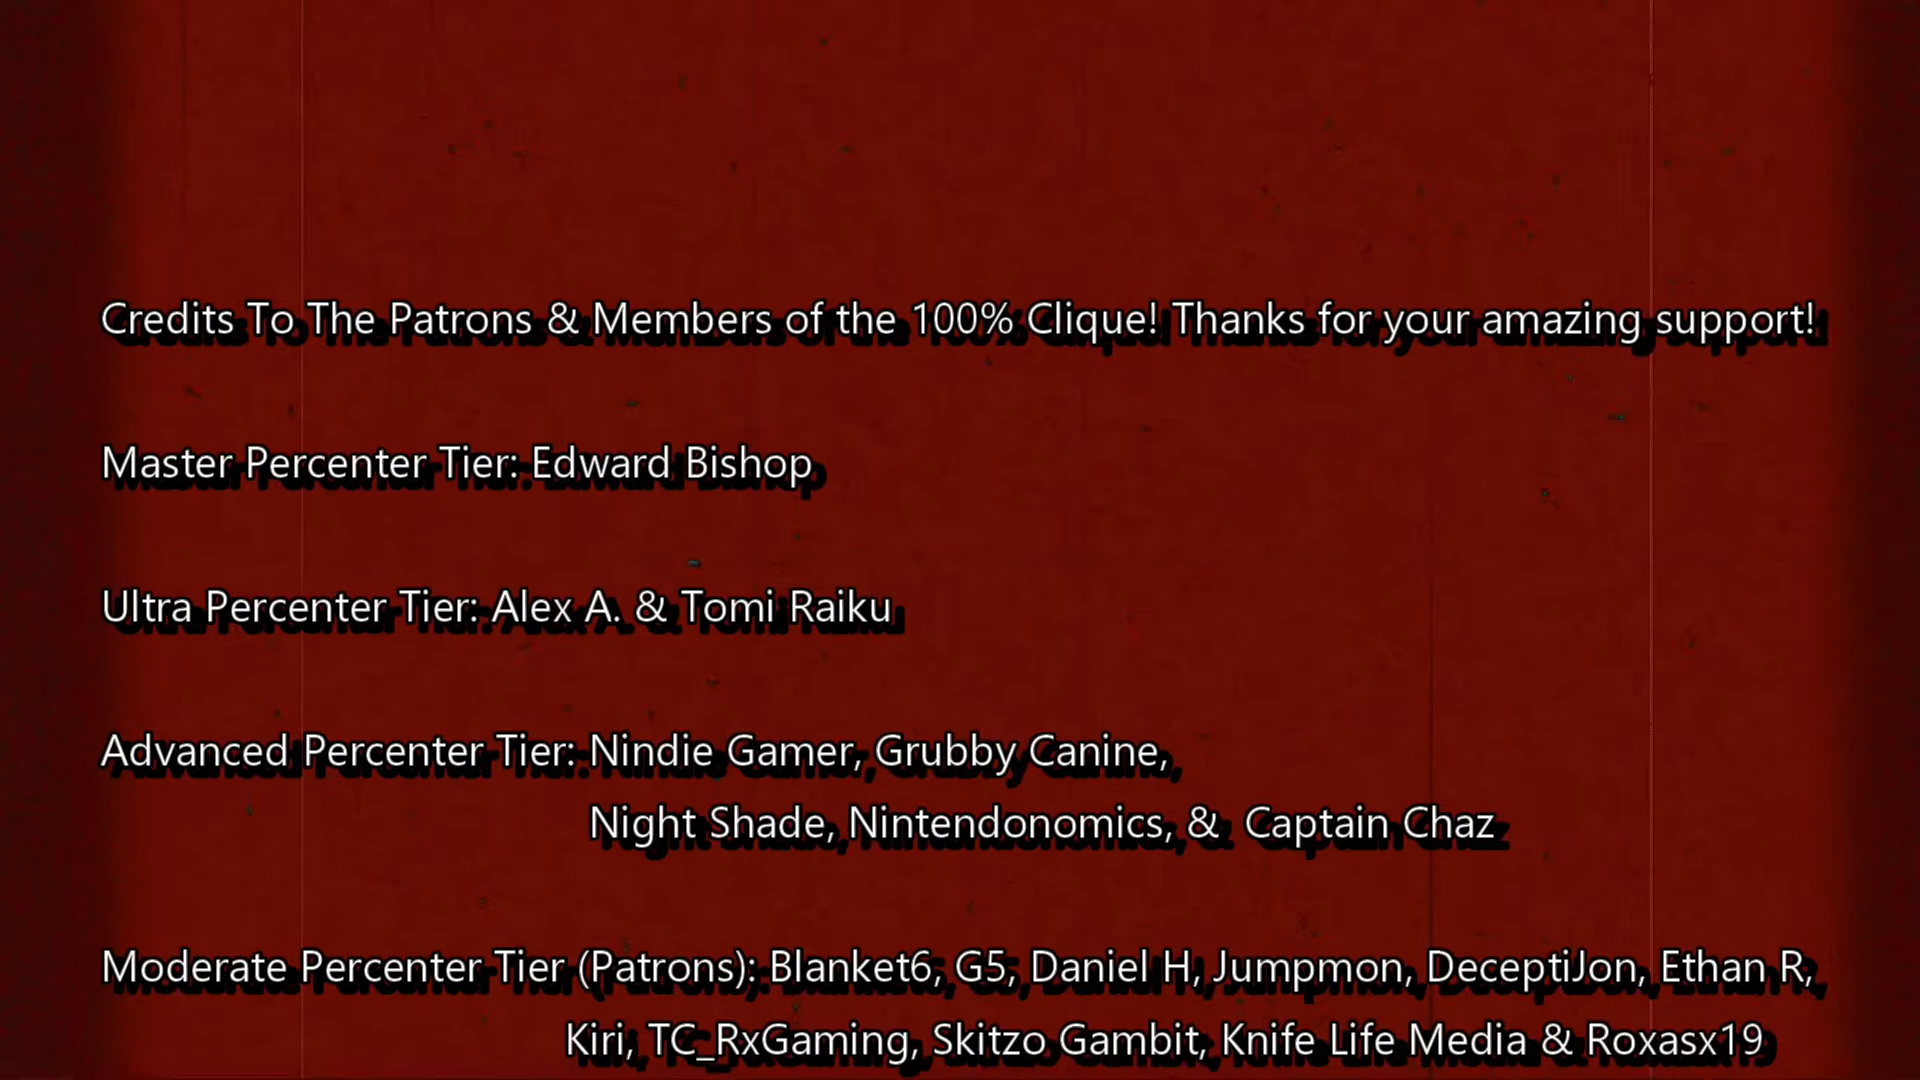 Credits To The Patrons & Members of the 100% Clique! Thanks for your amazing support!
Master Percenter Tier: Edward Bishop
Ultra Percenter Tier: Alex A. & Tomi Raiku
Advanced Percenter Tier: Nindie Gamer, Grubby Canine,
Night Shade, Nintendonomics, & Captain Chaz
Moderate Percenter Tier (Patrons): Blanket6, G5, Daniel H, Jumpmon, DeceptiJon, Ethan R,
Kiri, TC_RxGaming, Skitzo Gambit, Knife Life Media & Roxasx19